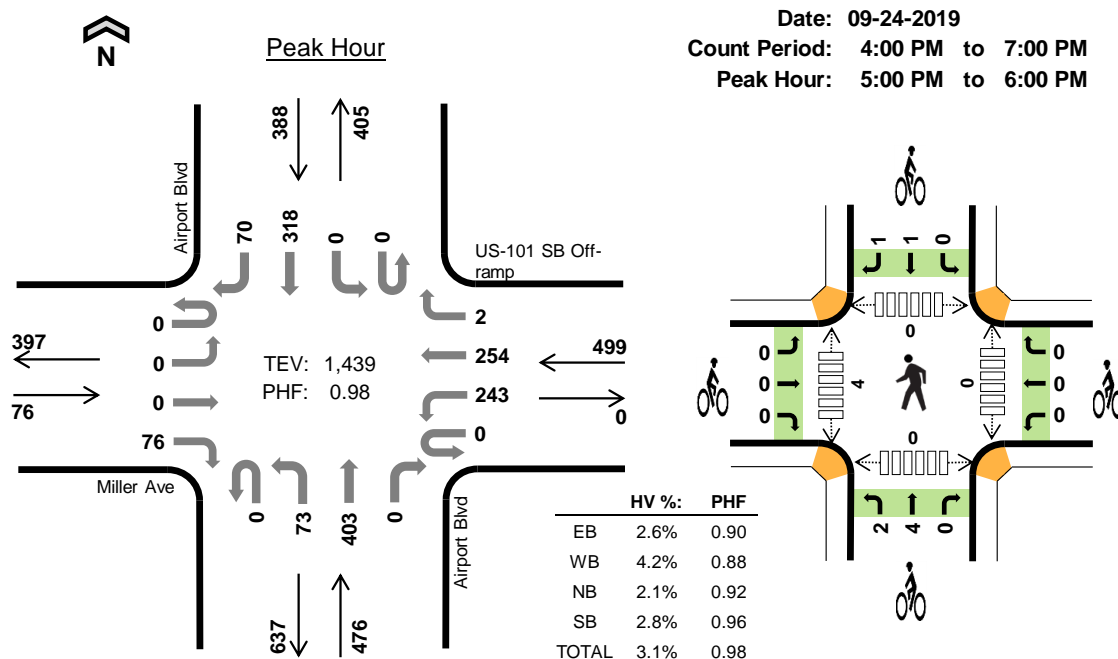 Date: 09-24-2019
Count Period: 4:00 PM to 7:00 PM
Peak Hour: 5:00 PM to 6:00 PM
N
Peak Hour
388
405
Airport Blvd
70
318
0
0
US-101 SB Off-
ramp
0
0
0
76
397
76
TEV: 1,439
PHF: 0.98
2
254
243
0
499
0
Miller Ave
0
73
403
0
Airport Blvd
637
476
HV %: PHF
EB 2.6% 0.90
WB 4.2% 0.88
NB 2.1% 0.92
SB 2.8% 0.96
TOTAL 3.1% 0.98
1
1
0
0
0
0
0
4
0
0
0
0
0
2
4
0